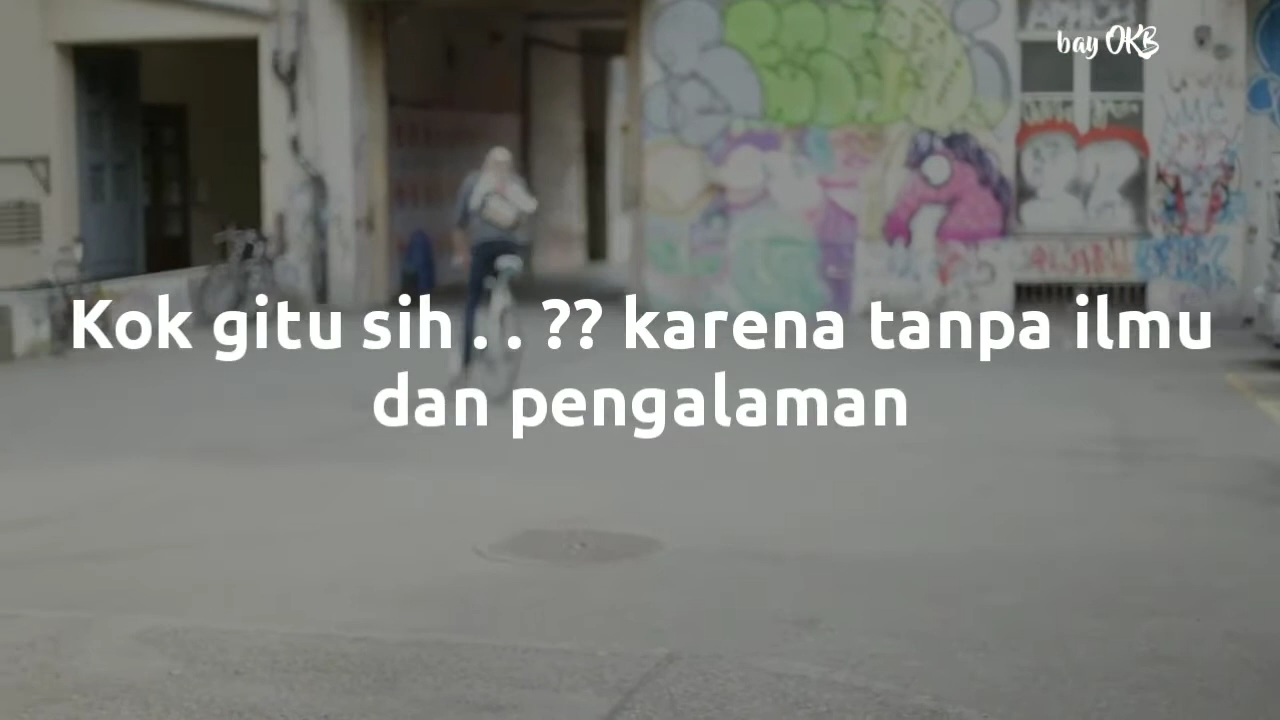 bay OKB
Kok gitu sih . . ?? karena tanpa ilmu
dan pengalaman